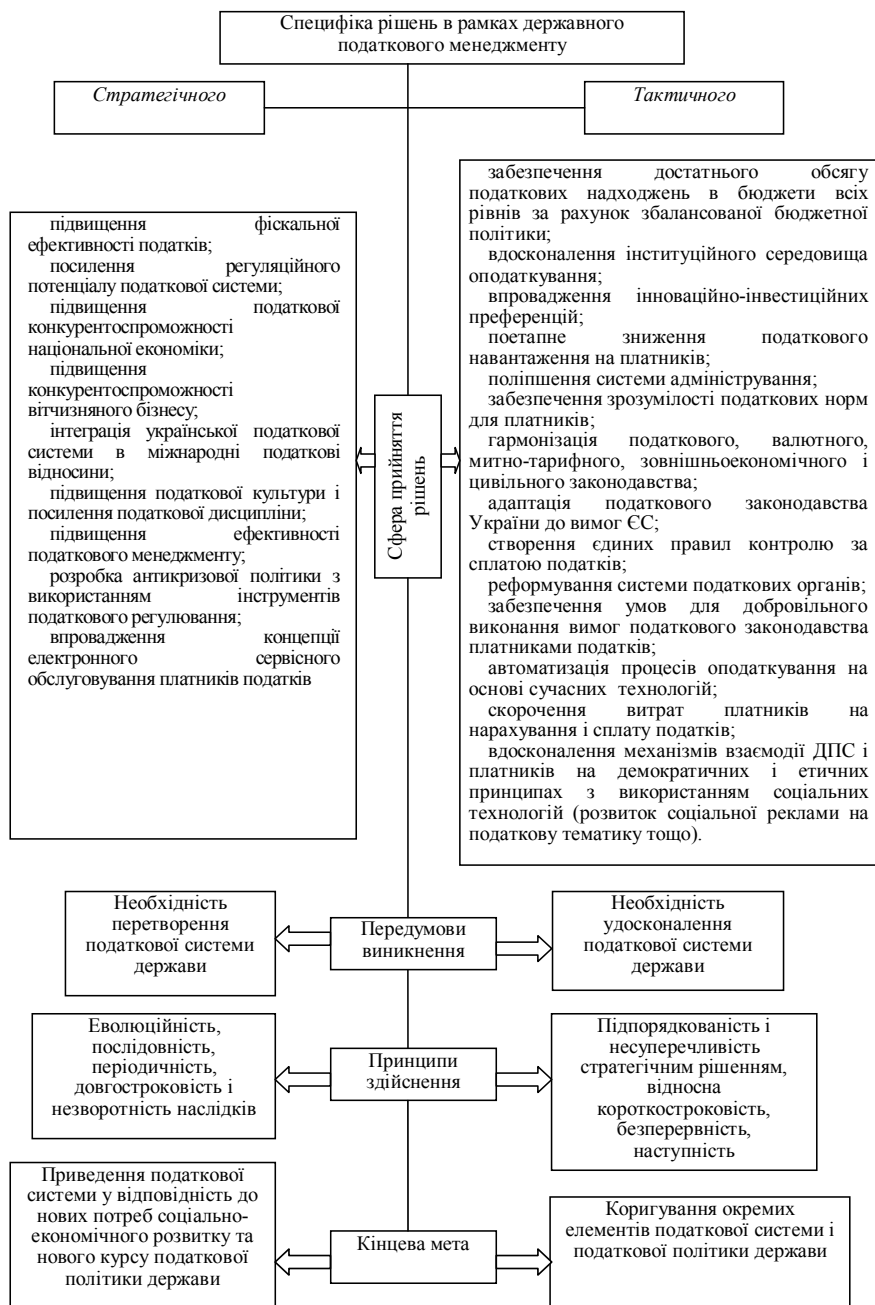 Специфіка рішень в рамках державного
податкового менеджменту
Стратегічного
Тактичного
підвищення фіскальної
ефективності податків;
посилення регуляційного
потенціалу податкової системи;
підвищення податкової
конкурентоспроможності
національної економіки;
підвищення
конкурентоспроможності
вітчизняного бізнесу;
інтеграція української податкової
системи в міжнародні податкові
відносини;
підвищення податкової культури і
посилення податкової дисципліни;
підвищення ефективності
податкового менеджменту;
розробка антикризової політики з
використанням інструментів
податкового регулювання;
впровадження концепції
електронного сервісного
обслуговування платників податків
Сфера прийняття
рішень
забезпечення достатнього обсягу
податкових надходжень в бюджети всіх
рівнів за рахунок збалансованої бюджетної
політики;
вдосконалення інституційного середовища
оподаткування;
впровадження інноваційно-інвестиційних
преференцій;
поетапне зниження податкового
навантаження на платників;
поліпшення системи адміністрування;
забезпечення зрозумілості податкових норм
для платників;
гармонізація податкового, валютного,
митно-тарифного, зовнішньоекономічного і
цивільного законодавства;
адаптація податкового законодавства
України до вимог ЄС;
створення єдиних правил контролю за
сплатою податків;
реформування системи податкових органів;
забезпечення умов для добровільного
виконання вимог податкового законодавства
платниками податків;
автоматизація процесів оподаткування на
основі сучасних технологій;
скорочення витрат платників на
нарахування і сплату податків;
вдосконалення механізмів взаємодії ДПС і
платників на демократичних і етичних
принципах з використанням соціальних
технологій (розвиток соціальної реклами на
податкову тематику тощо).
Необхідність
перетворення
податкової системи
держави
Передумови
виникнення
Необхідність
удосконалення
податкової системи
держави
Еволюційність,
послідовність,
періодичність,
довгостроковість і
незворотність наслідків
Принципи
здійснення
Підпорядкованість і
несуперечливість
стратегічним рішенням,
відносна
короткостроковість,
безперервність,
наступність
Приведення податкової
системи у відповідність до
нових потреб соціально-
економічного розвитку та
нового курсу податкової
політики держави
Кінцева мета
Коригування окремих
елементів податкової системи і
податкової політики держави